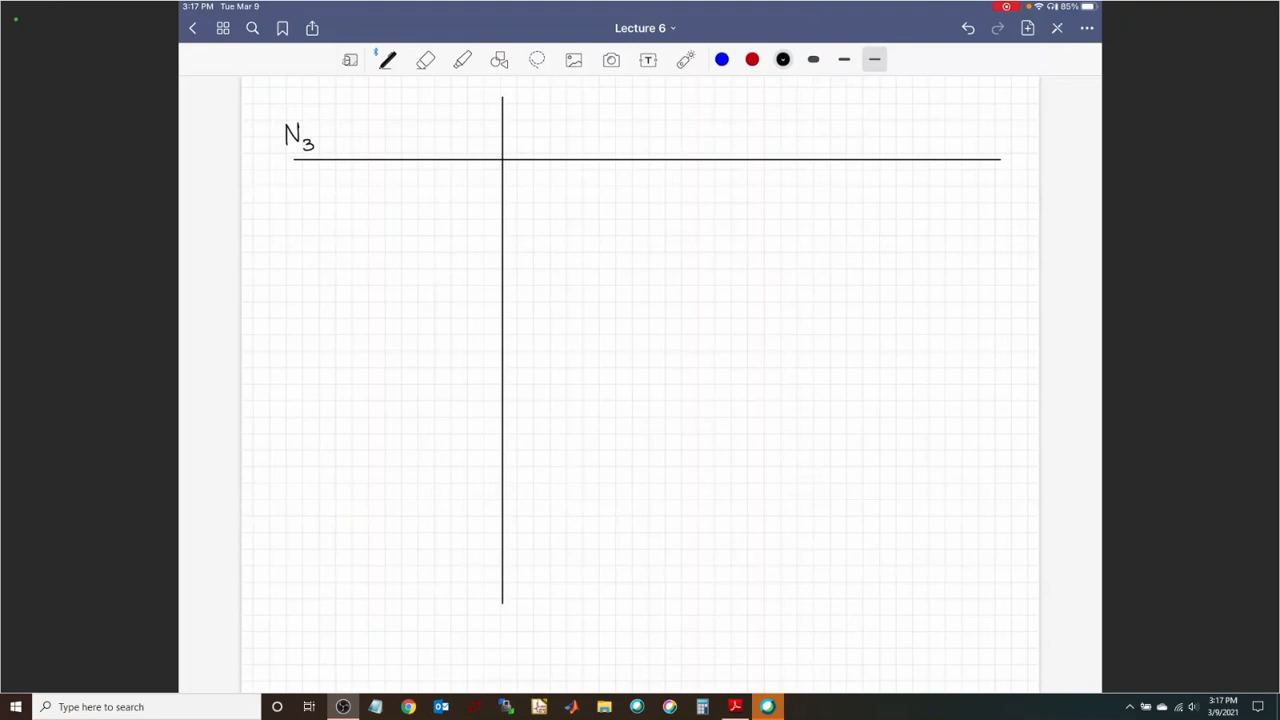 3:17 PM Tue Mar 9 85%
Lecture 6
T
N3
Type here to search
3:17 PM
3/9/2021